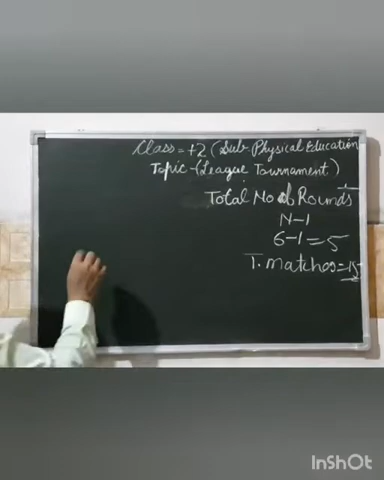 Class = +2 (Sub Physical Education
Topic - (League Tournament)
Total No of Rounds
N-1
6-1=5
T. matches=15
InShOt